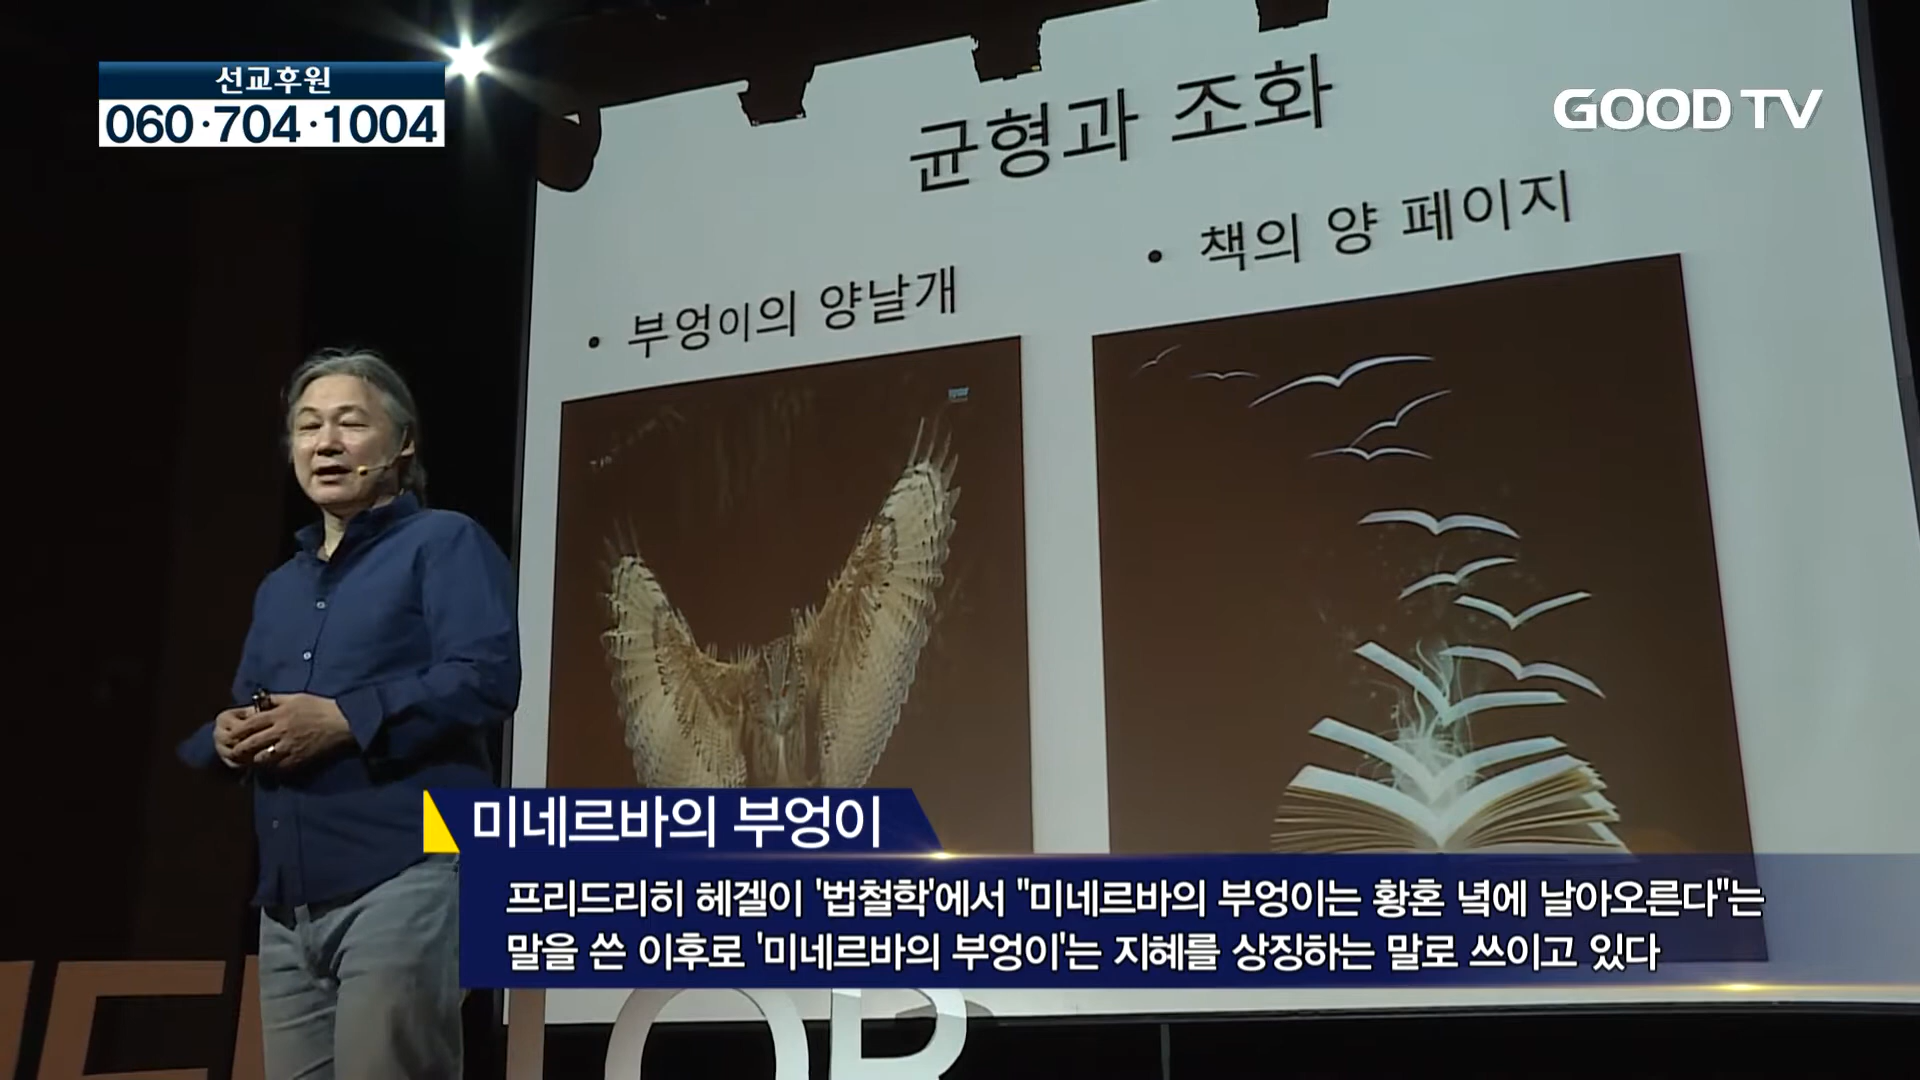 선교후원
060·704·1004
GOOD TV
균형과 조화
• 부엉이의 양날개
• 책의 양 페이지
미네르바의 부엉이
프리드리히 헤겔이 '법철학'에서 "미네르바의 부엉이는 황혼 녘에 날아오른다"는
말을 쓴 이후로 '미네르바의 부엉이'는 지혜를 상징하는 말로 쓰이고 있다